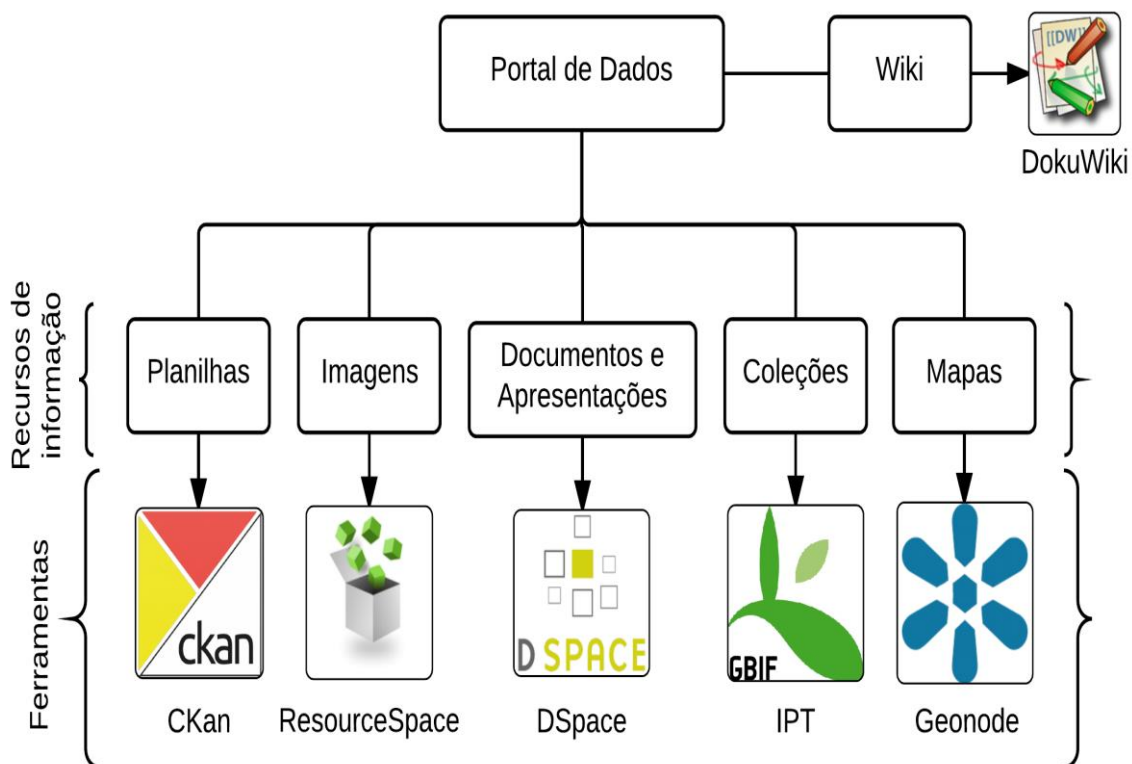 Portal de Dados
Wiki
[[DW]]
DokuWiki
Recursos de
informação
Planilhas
Imagens
Documentos e
Apresentações
Coleções
Mapas
Ferramentas
ckan
D SPACE
GBIF
CKan
ResourceSpace
DSpace
IPT
Geonode